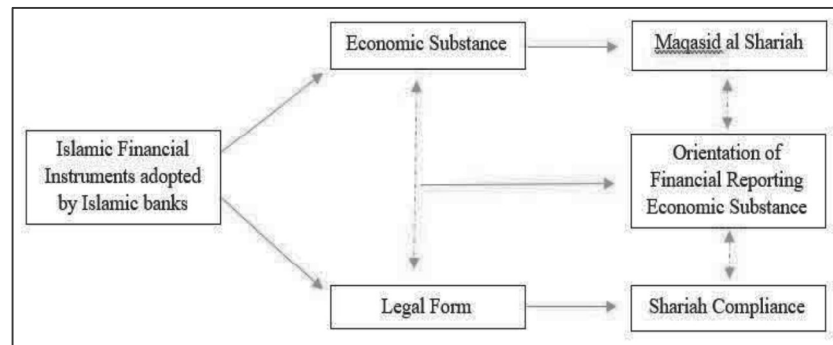 Economic Substance
Maqasid al Shariah
Islamic Financial
Instruments adopted
by Islamic banks
Orientation of
Financial Reporting
Economic Substance
Legal Form
Shariah Compliance